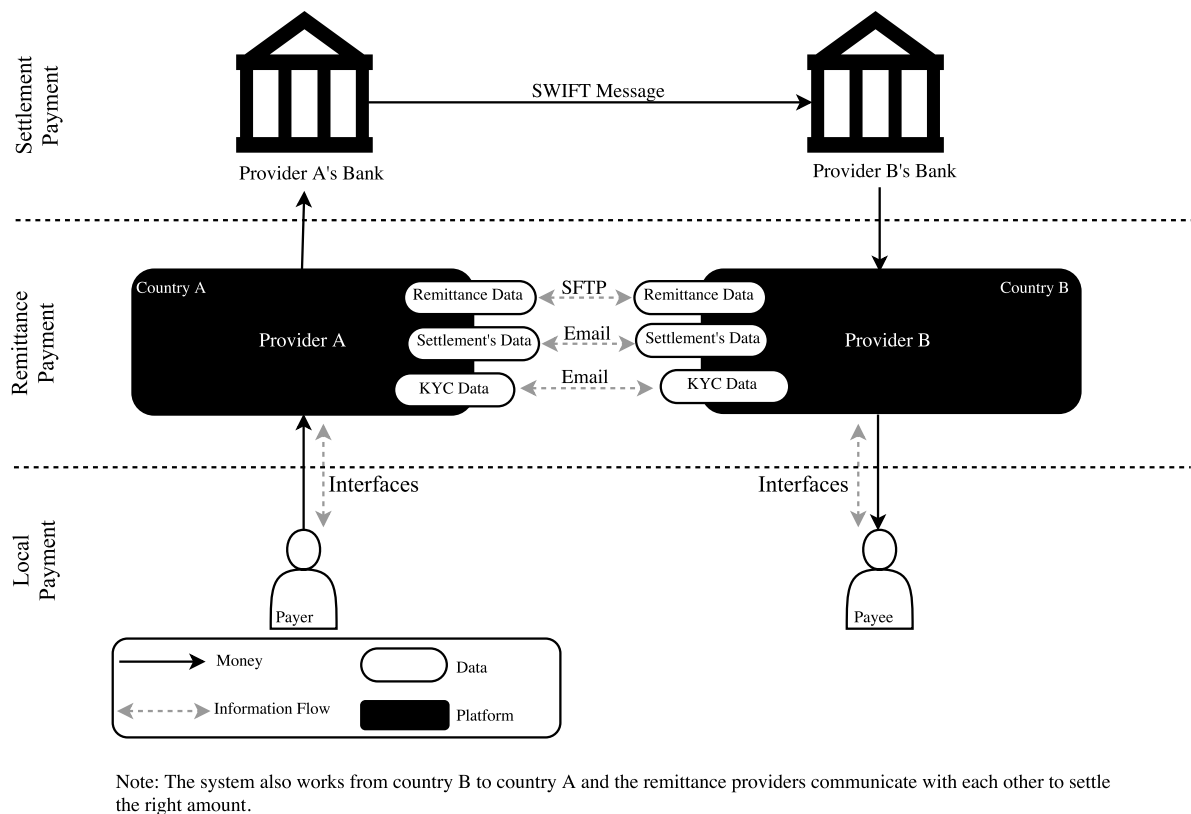 Settlement
Payment
SWIFT Message
Provider A's Bank
Provider B's Bank
Remittance
Payment
Country A
Provider A
Remittance Data
SFTP
Remittance Data
Country B
Settlement's Data
Email
Settlement's Data
Provider B
KYC Data
Email
KYC Data
Interfaces
Interfaces
Local
Payment
Payer
Payee
Money
Data
Information Flow
Platform
Note: The system also works from country B to country A and the remittance providers communicate with each other to settle
the right amount.